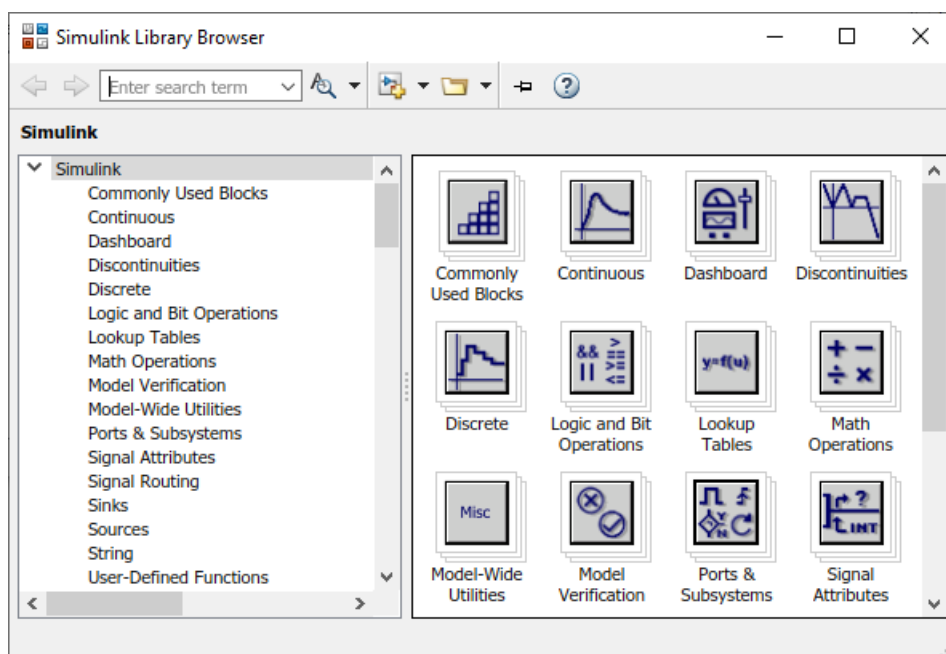 Simulink Library Browser
Enter search term
Simulink
Simulink
Commonly Used Blocks
Continuous
Dashboard
Discontinuities
Discrete
Logic and Bit Operations
Lookup Tables
Math Operations
Model Verification
Model-Wide Utilities
Ports & Subsystems
Signal Attributes
Signal Routing
Sinks
Sources
String
User-Defined Functions
Commonly
Used Blocks
Continuous
Dashboard
Discontinuities
&& >
|| ==
>=
<=
y=f(u)
+ −
÷ ×
Discrete
Logic and Bit
Operations
Lookup
Tables
Math
Operations
Misc
Y
N
?
INT
Model-Wide
Utilities
Model
Verification
Ports &
Subsystems
Signal
Attributes